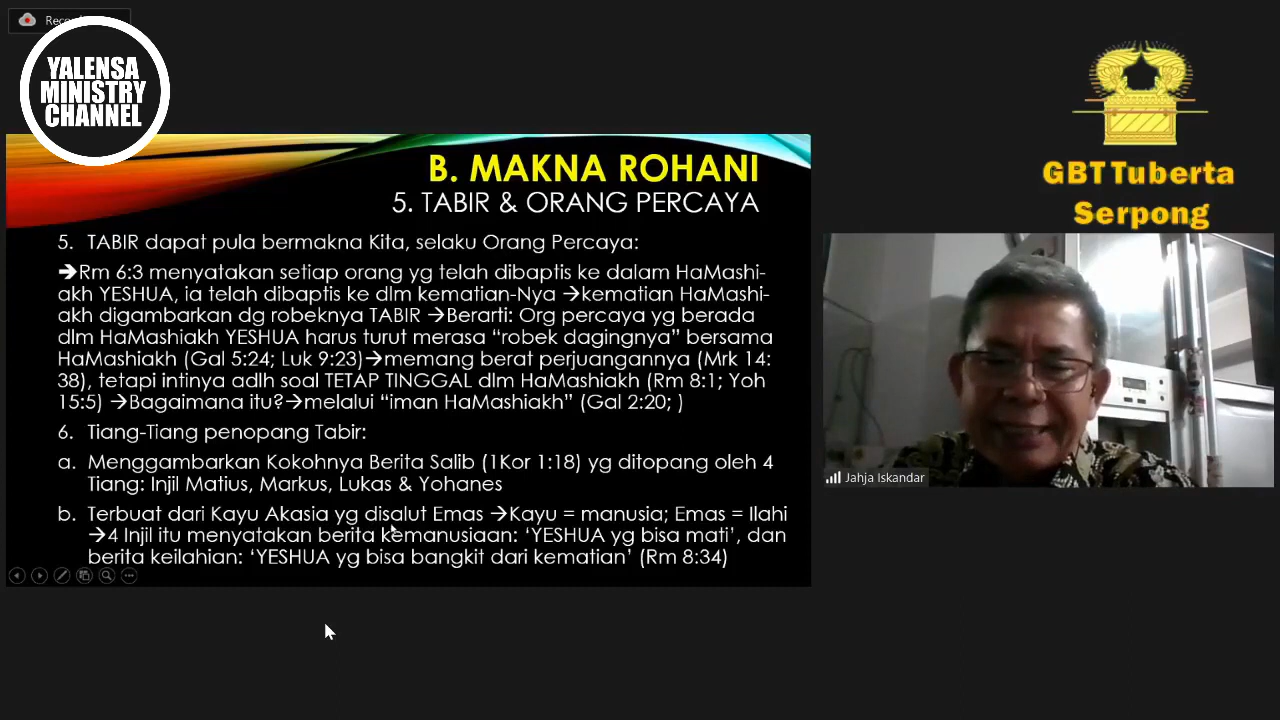 YALENSA
MINISTRY
CHANNEL
B. MAKNA ROHANI
5. TABIR & ORANG PERCAYA
5. TABIR dapat pula bermakna Kita, selaku Orang Percaya:
➔Rm 6:3 menyatakan setiap orang yg telah dibaptis ke dalam HaMashi-
akh YESHUA, ia telah dibaptis ke dlm kematian-Nya →kematian HaMashi-
akh digambarkan dg robeknya TABIR →Berarti: Org percaya yg berada
dlm HaMashiakh YESHUA harus turut merasa “robek dagingnya” bersama
HaMashiakh (Gal 5:24; Luk 9:23)→memang berat perjuangannya (Mrk 14:
38), tetapi intinya adlh soal TETAP TINGGAL dlm HaMashiakh (Rm 8:1; Yoh
15:5) →Bagaimana itu?→melalui “iman HaMashiakh” (Gal 2:20; )
6. Tiang-Tiang penopang Tabir:
a. Menggambarkan Kokohnya Berita Salib (1Kor 1:18) yg ditopang oleh 4
Tiang: Injil Matius, Markus, Lukas & Yohanes
b. Terbuat dari Kayu Akasia yg disalut Emas →Kayu = manusia; Emas = Ilahi
→4 Injil itu menyatakan berita kemanusiaan: ‘YESHUA yg bisa mati’, dan
berita keilahian: ‘YESHUA yg bisa bangkit dari kematian’ (Rm 8:34)
GBT Tuberta
Serpong
Jahja Iskandar